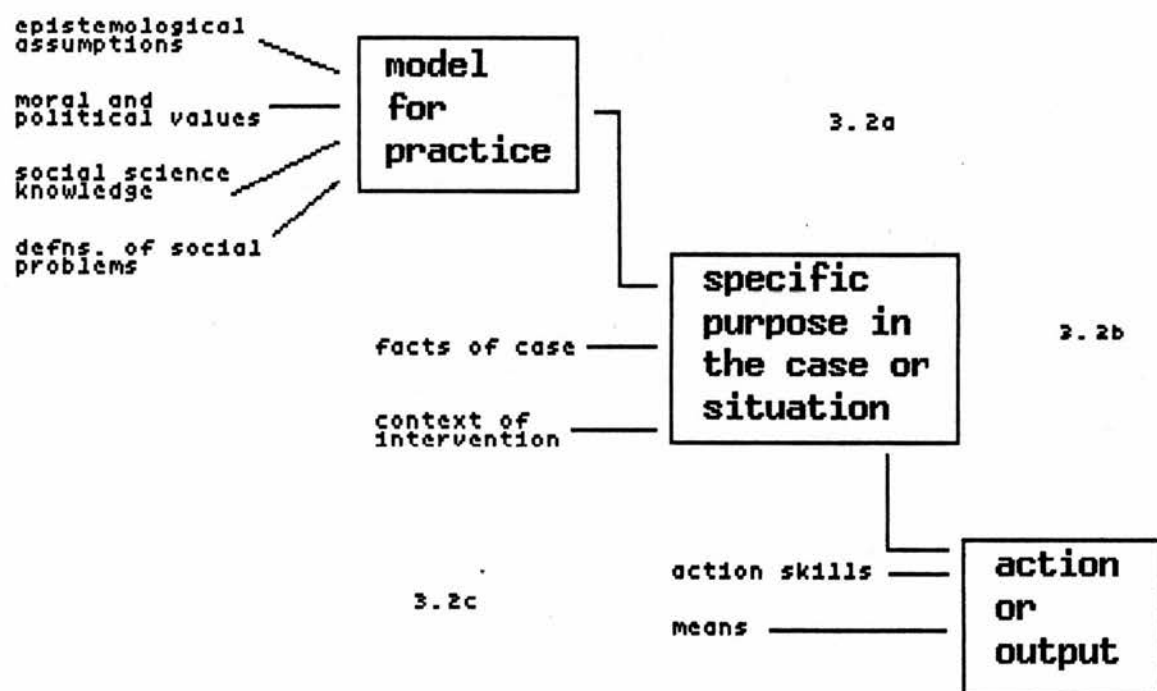 epistemological
assumptions
moral and
political values
social science
knowledge
defns. of social
problems
model
for
practice
3.2a
specific
purpose in
the case or
situation
3.2b
facts of case
context of
intervention
action skills
means
3.2c
action
or
output